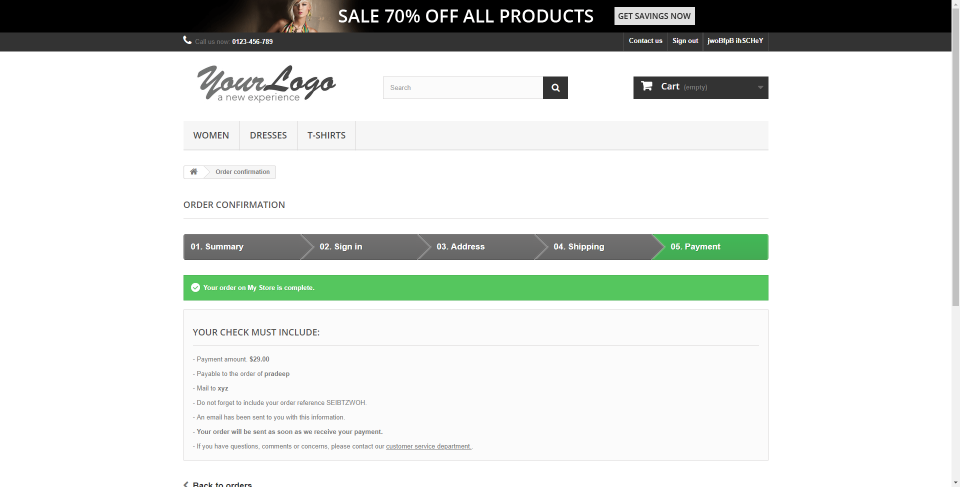 SALE 70% OFF ALL PRODUCTS GET SAVINGS NOW
Call us now: 0123-456-789 Contact us Sign out jwoBfpB ihSCHeY
YourLogo
a new experience
Search
Cart (empty)
WOMEN DRESSES T-SHIRTS
Order confirmation
ORDER CONFIRMATION
01. Summary 02. Sign in 03. Address 04. Shipping 05. Payment
Your order on My Store is complete.
YOUR CHECK MUST INCLUDE:
- Payment amount. $29.00
- Payable to the order of pradeep
- Mail to xyz
- Do not forget to include your order reference SEIBTZWOH.
- An email has been sent to you with this information.
- Your order will be sent as soon as we receive your payment.
- If you have questions, comments or concerns, please contact our customer service department..
Back to orders